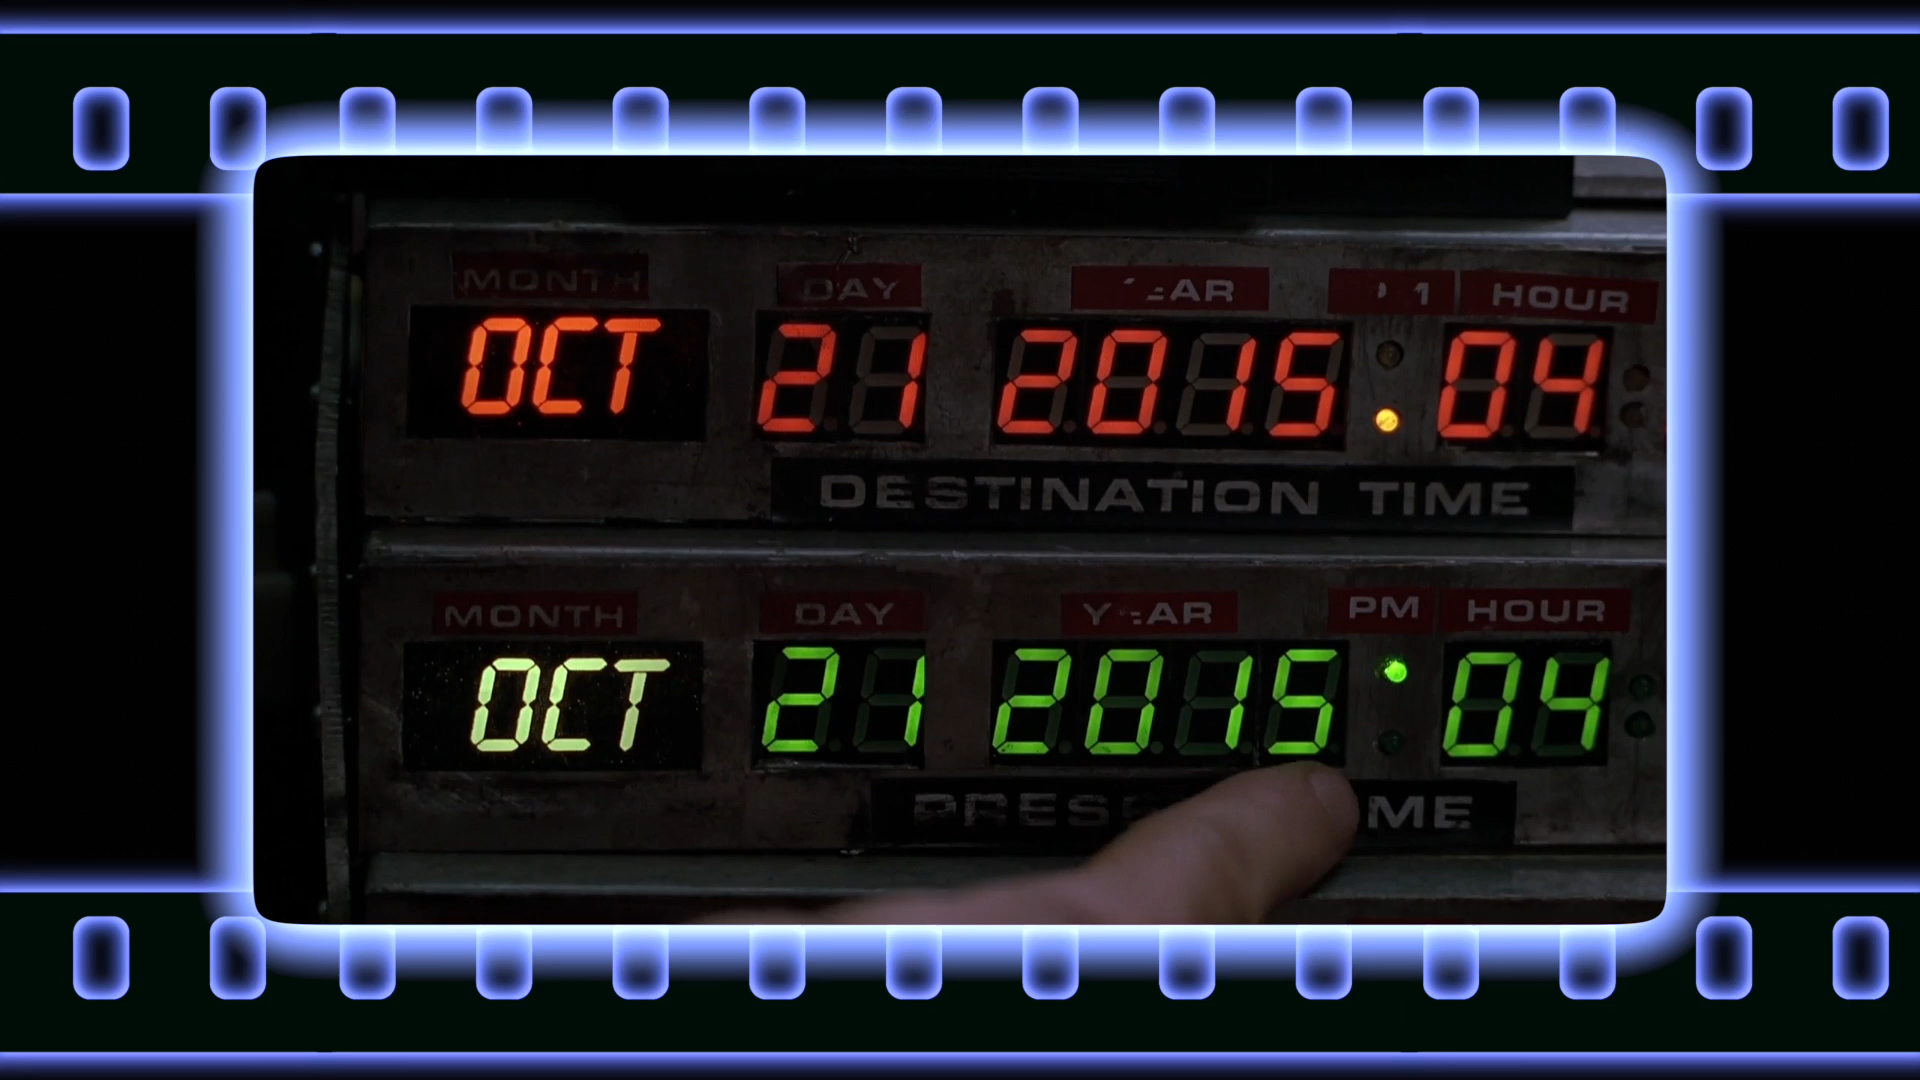 MONTH DAY HOUR
OCT 21 2015 04
DESTINATION TIME
MONTH DAY PM HOUR
OCT 21 2015 04